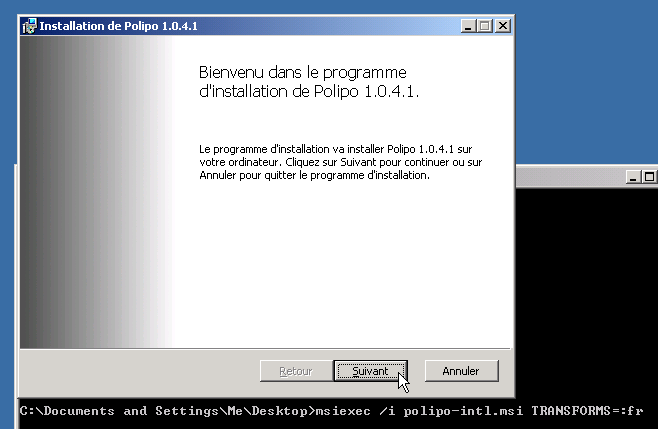 Installation de Polipo 1.0.4.1
Bienvenu dans le programme
d'installation de Polipo 1.0.4.1.
Le programme d'installation va installer Polipo 1.0.4.1 sur
votre ordinateur. Cliquez sur Suivant pour continuer ou sur
Annuler pour quitter le programme d'installation.
Retour
Suivant
Annuler
C:\Documents and Settings\Me\Desktop>msiexec /i polipo-intl.msi TRANSFORMS=:fr